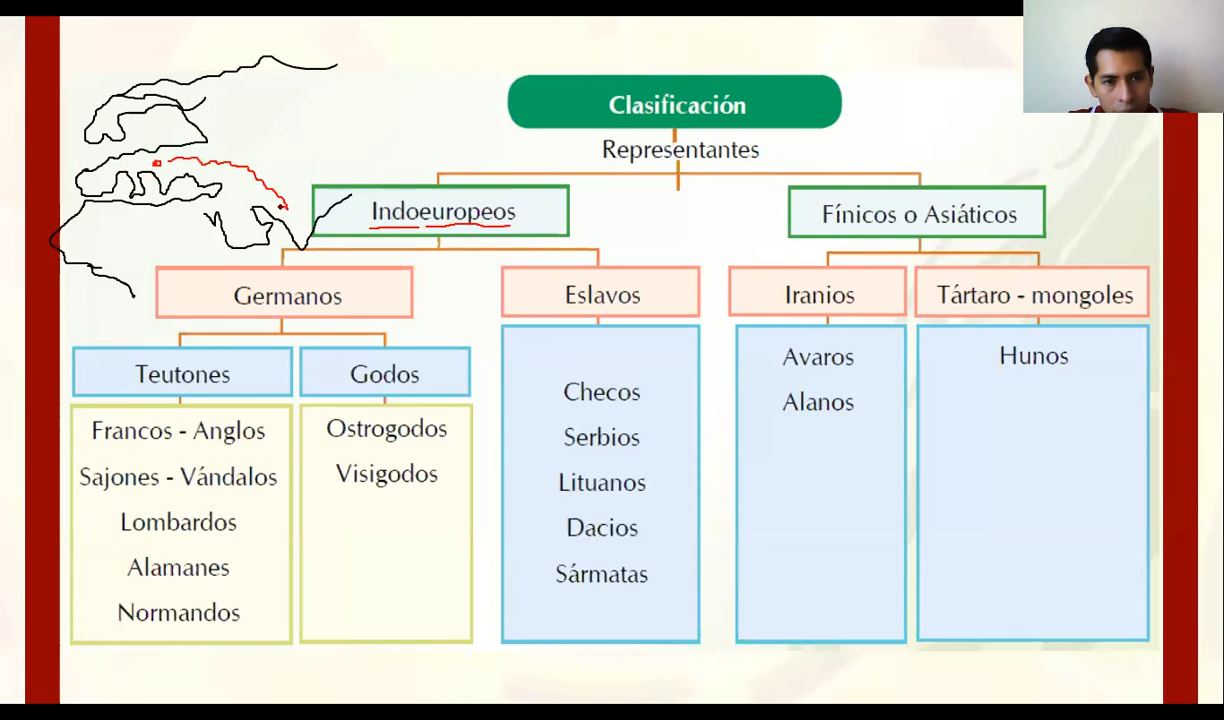 Clasificación
Representantes
Indoeuropeos
Fínicos o Asiáticos
Germanos
Eslavos
Iranios
Tártaro - mongoles
Teutones
Godos
Francos - Anglos
Sajones - Vándalos
Lombardos
Alamanes
Normandos
Ostrogodos
Visigodos
Checos
Serbios
Lituanos
Dacios
Sármatas
Avaros
Alanos
Hunos